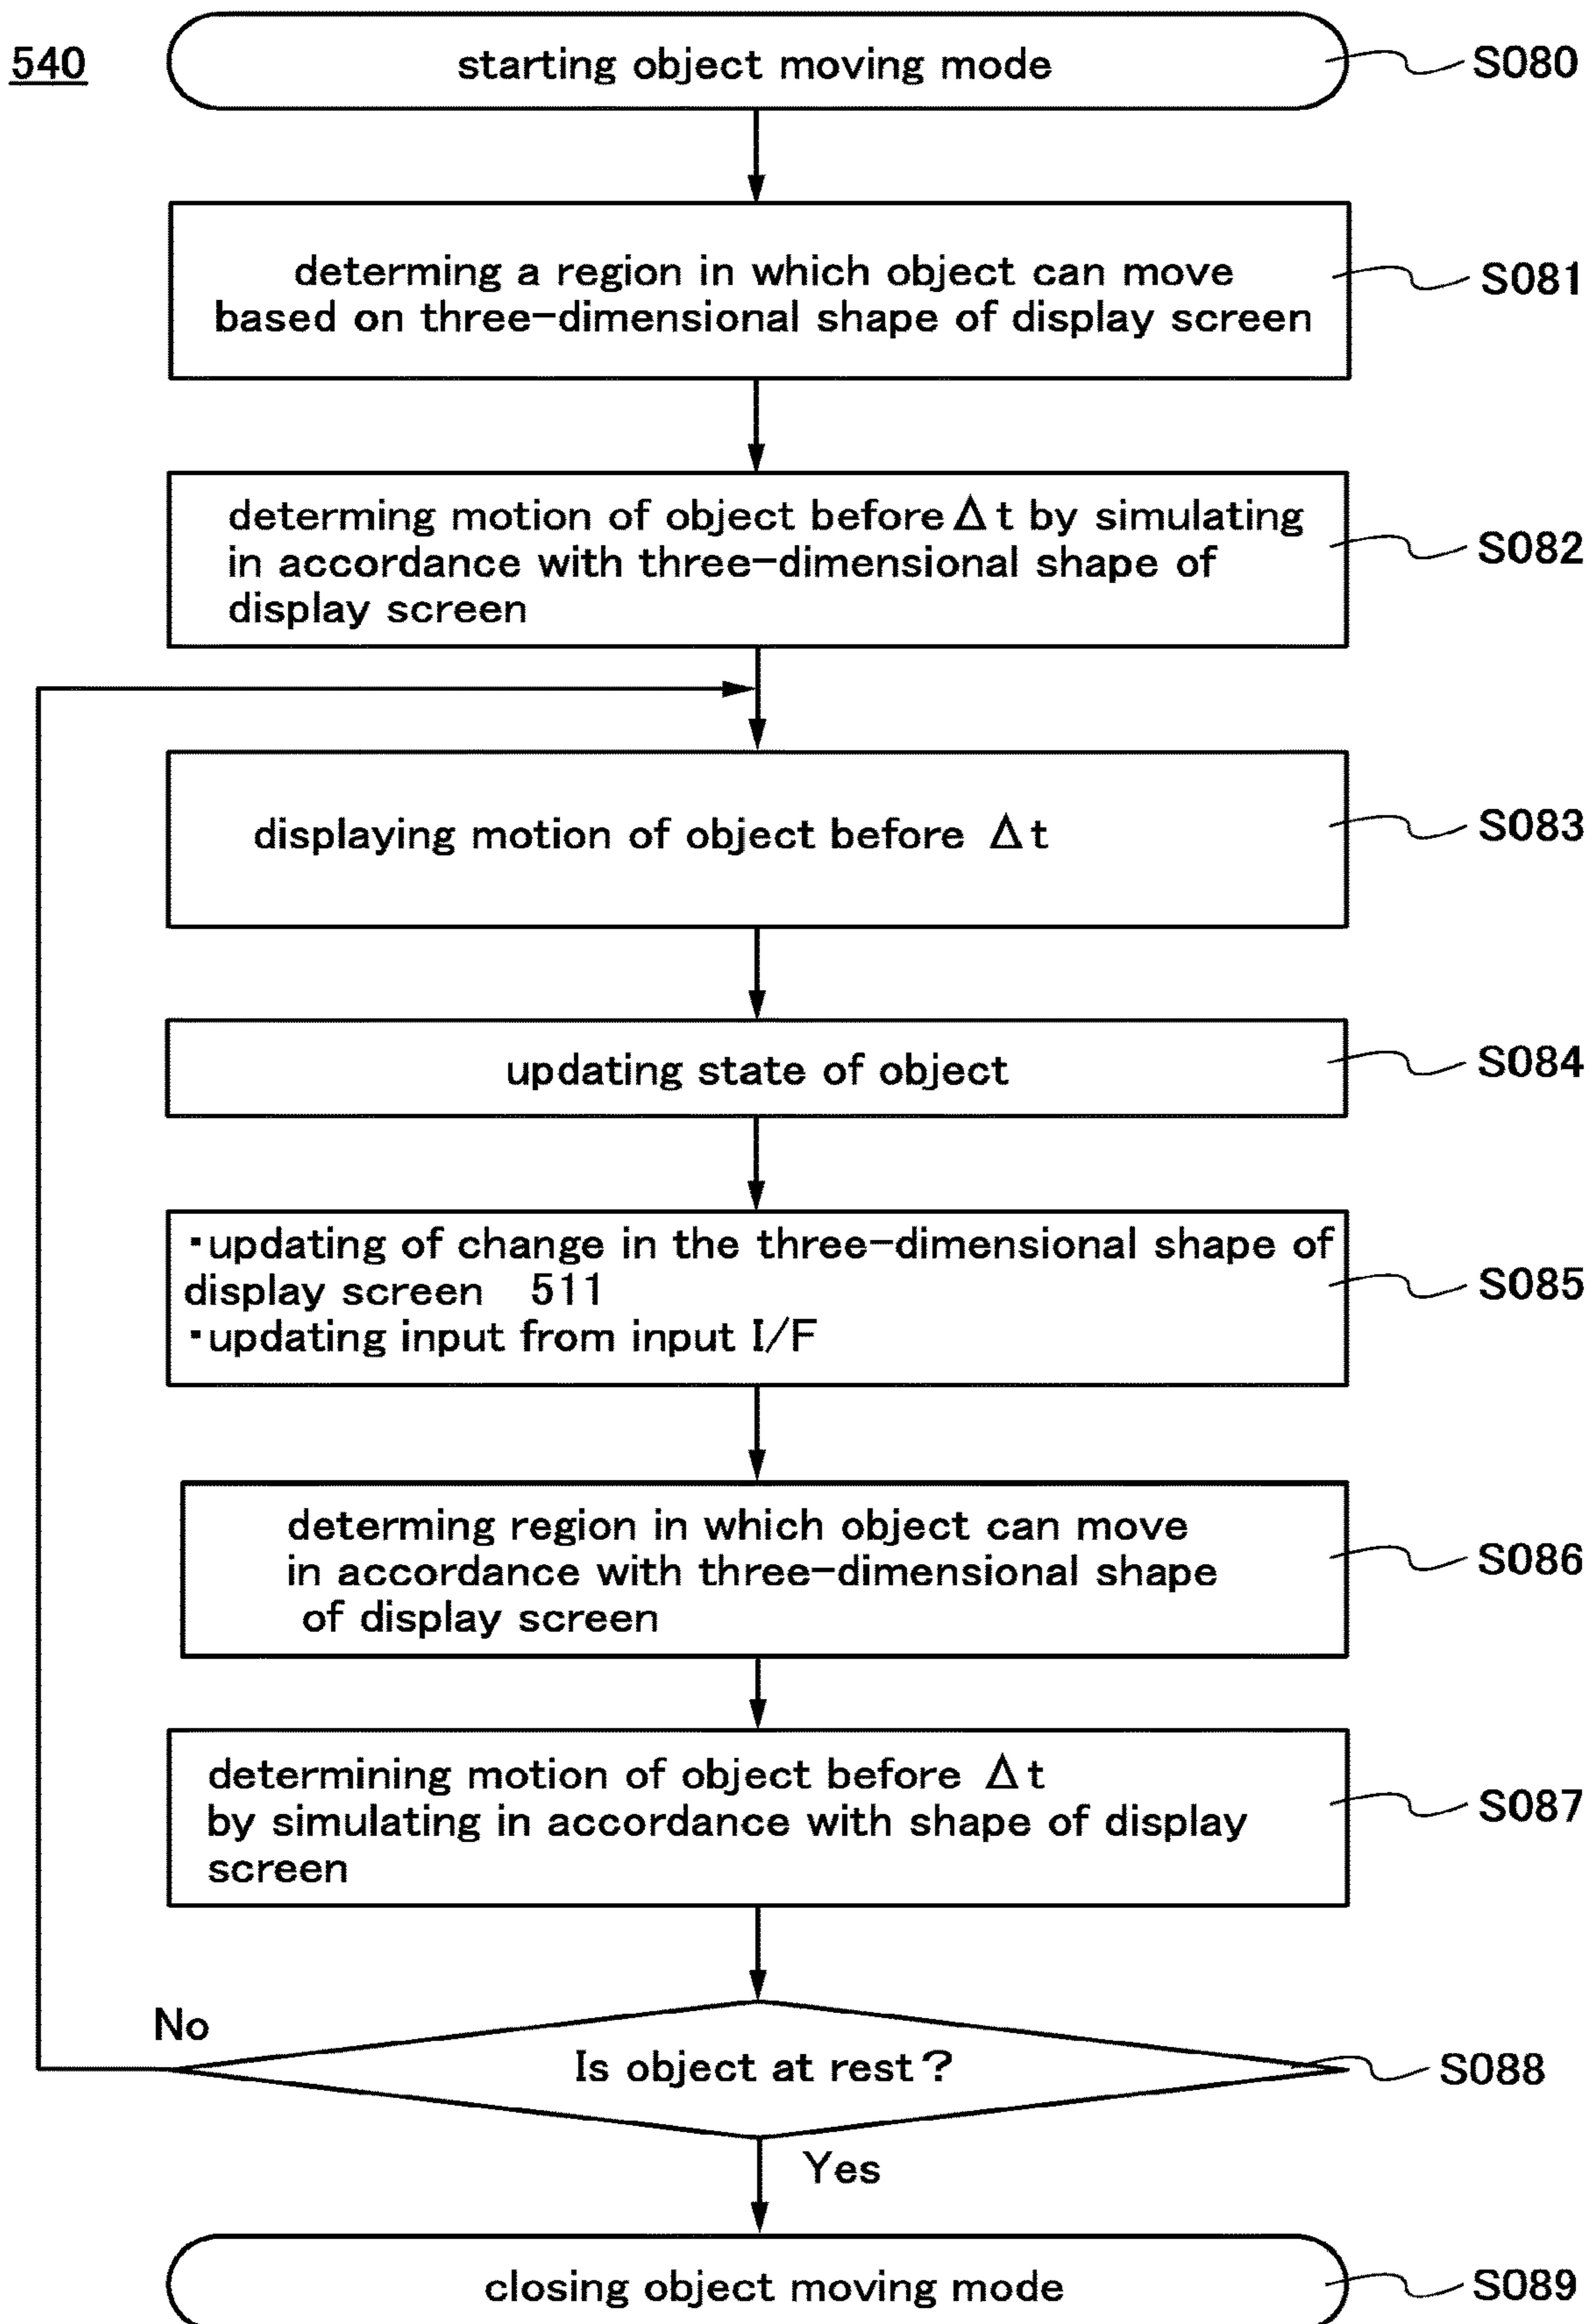 540
starting object moving mode
S080
determing a region in which object can move
based on three-dimensional shape of display screen
S081
determing motion of object before Δt by simulating
in accordance with three-dimensional shape of
display screen
S082
displaying motion of object before Δt
S083
updating state of object
S084
・updating of change in the three-dimensional shape of
display screen 511
・updating input from input I/F
S085
determing region in which object can move
in accordance with three-dimensional shape
of display screen
S086
determining motion of object before Δt
by simulating in accordance with shape of display
screen
S087
No
Is object at rest?
S088
Yes
closing object moving mode
S089